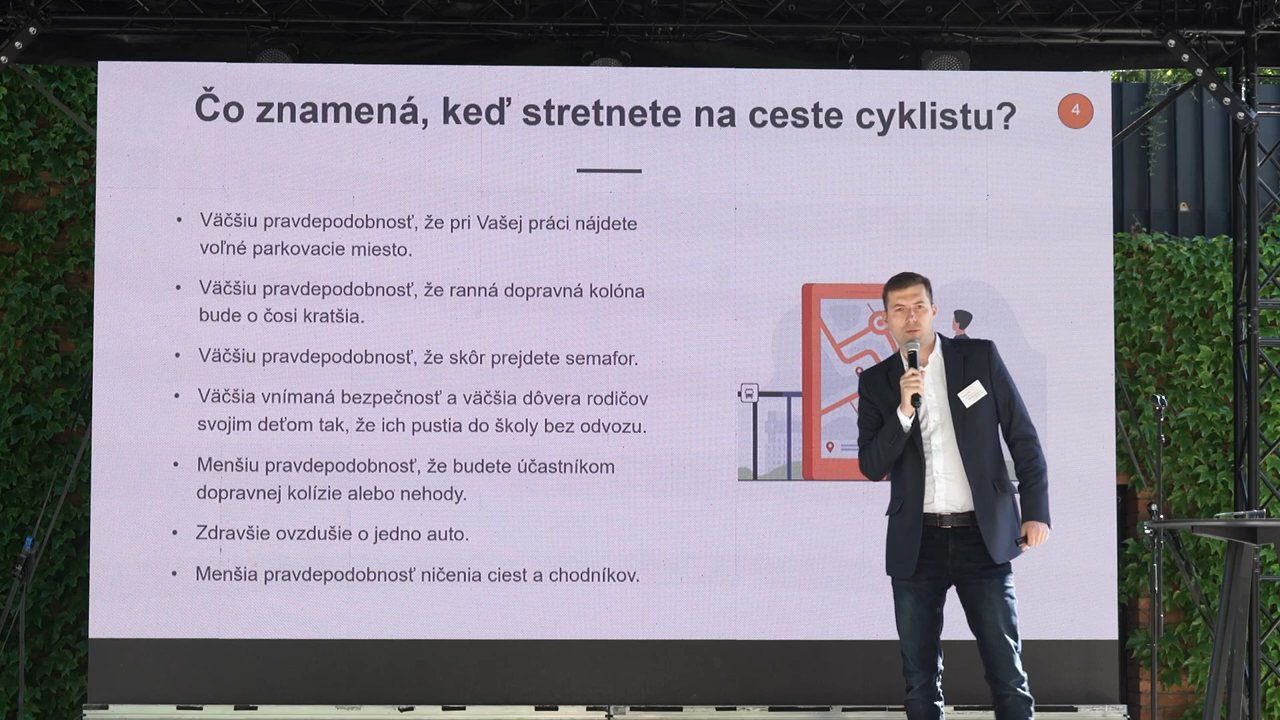 Čo znamená, keď stretnete na ceste cyklistu?
4
• Väčšiu pravdepodobnosť, že pri Vašej práci nájdete
voľné parkovacie miesto.
• Väčšiu pravdepodobnosť, že ranná dopravná kolóna
bude o čosi kratšia.
• Väčšiu pravdepodobnosť, že skôr prejdete semafor.
• Väčšia vnímaná bezpečnosť a väčšia dôvera rodičov
svojim deťom tak, že ich pustia do školy bez odvozu.
• Menšiu pravdepodobnosť, že budete účastníkom
dopravnej kolízie alebo nehody.
• Zdravšie ovzdušie o jedno auto.
• Menšia pravdepodobnosť ničenia ciest a chodníkov.